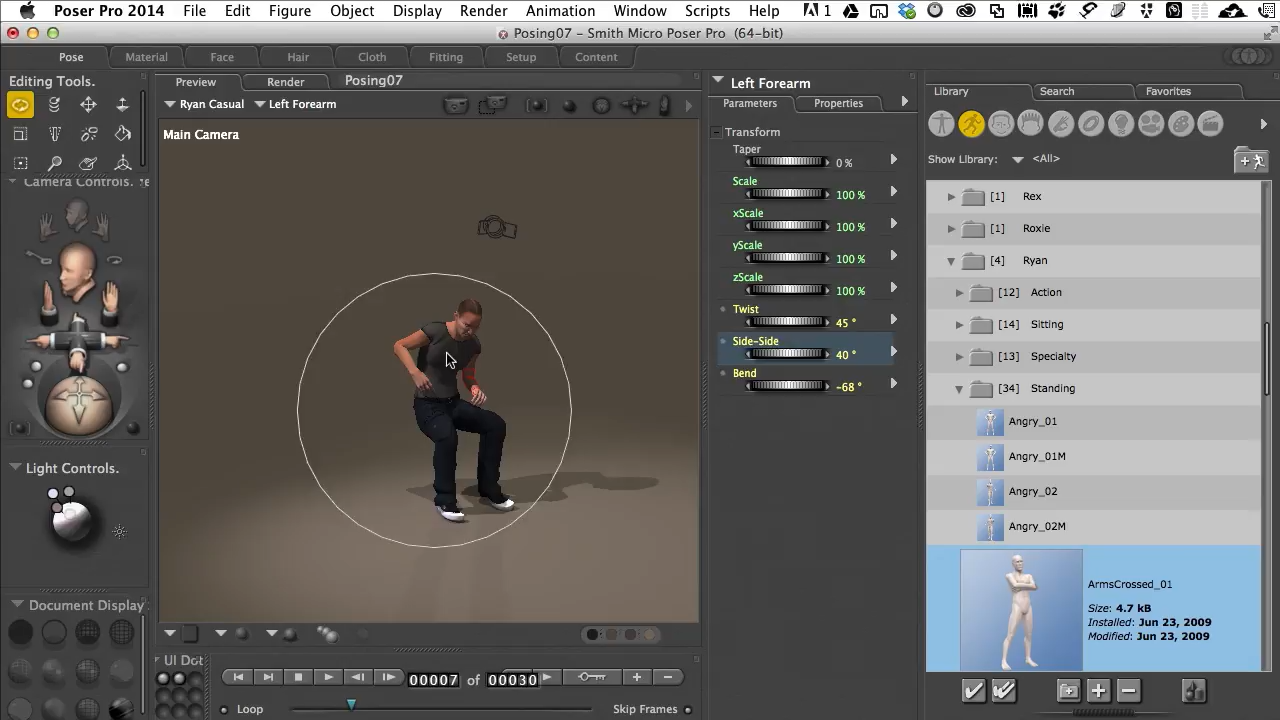 Poser Pro 2014 File Edit Figure Object Display Render Animation Window Scripts Help 1
Posing07 – Smith Micro Poser Pro (64-bit)
Pose Material Face Hair Cloth Fitting Setup Content
Editing Tools.
Preview Render Posing07
Ryan Casual Left Forearm
Main Camera
Camera Controls.
Light Controls.
Document Display
UI Dot
00007 of 00030
Loop Skip Frames
Left Forearm
Parameters Properties
Transform
Taper
0 %
Scale
100 %
xScale
100 %
yScale
100 %
zScale
100 %
Twist
45 °
Side-Side
40 °
Bend
-68 °
Library Search Favorites
Show Library: <All>
[1] Rex
[1] Roxie
[4] Ryan
[12] Action
[14] Sitting
[13] Specialty
[34] Standing
Angry_01
Angry_01M
Angry_02
Angry_02M
ArmsCrossed_01
Size: 4.7 kB
Installed: Jun 23, 2009
Modified: Jun 23, 2009